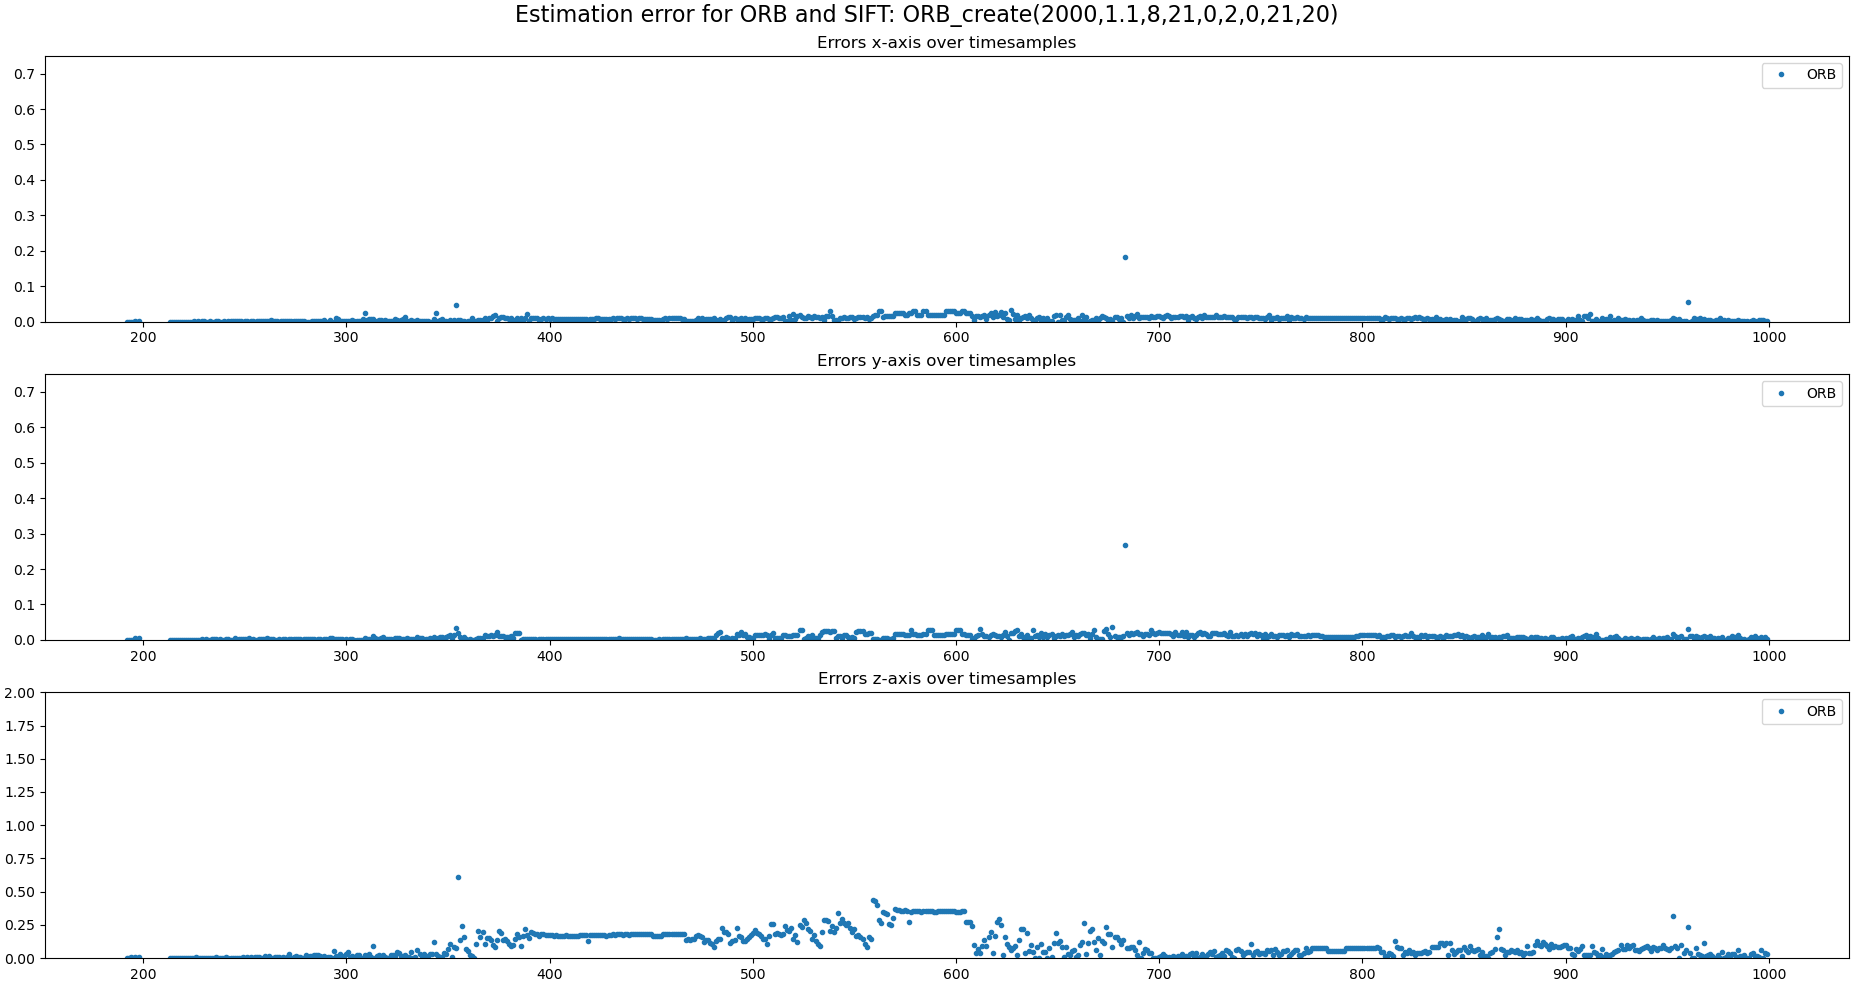 Estimation error for ORB and SIFT: ORB_create(2000,1.1,8,21,0,2,0,21,20)
Errors x-axis over timesamples
ORB
0.7
0.6
0.5
0.4
0.3
0.2
0.1
0.0
200 300 400 500 600 700 800 900 1000
Errors y-axis over timesamples
ORB
0.7
0.6
0.5
0.4
0.3
0.2
0.1
0.0
200 300 400 500 600 700 800 900 1000
Errors z-axis over timesamples
ORB
2.00
1.75
1.50
1.25
1.00
0.75
0.50
0.25
0.00
200 300 400 500 600 700 800 900 1000